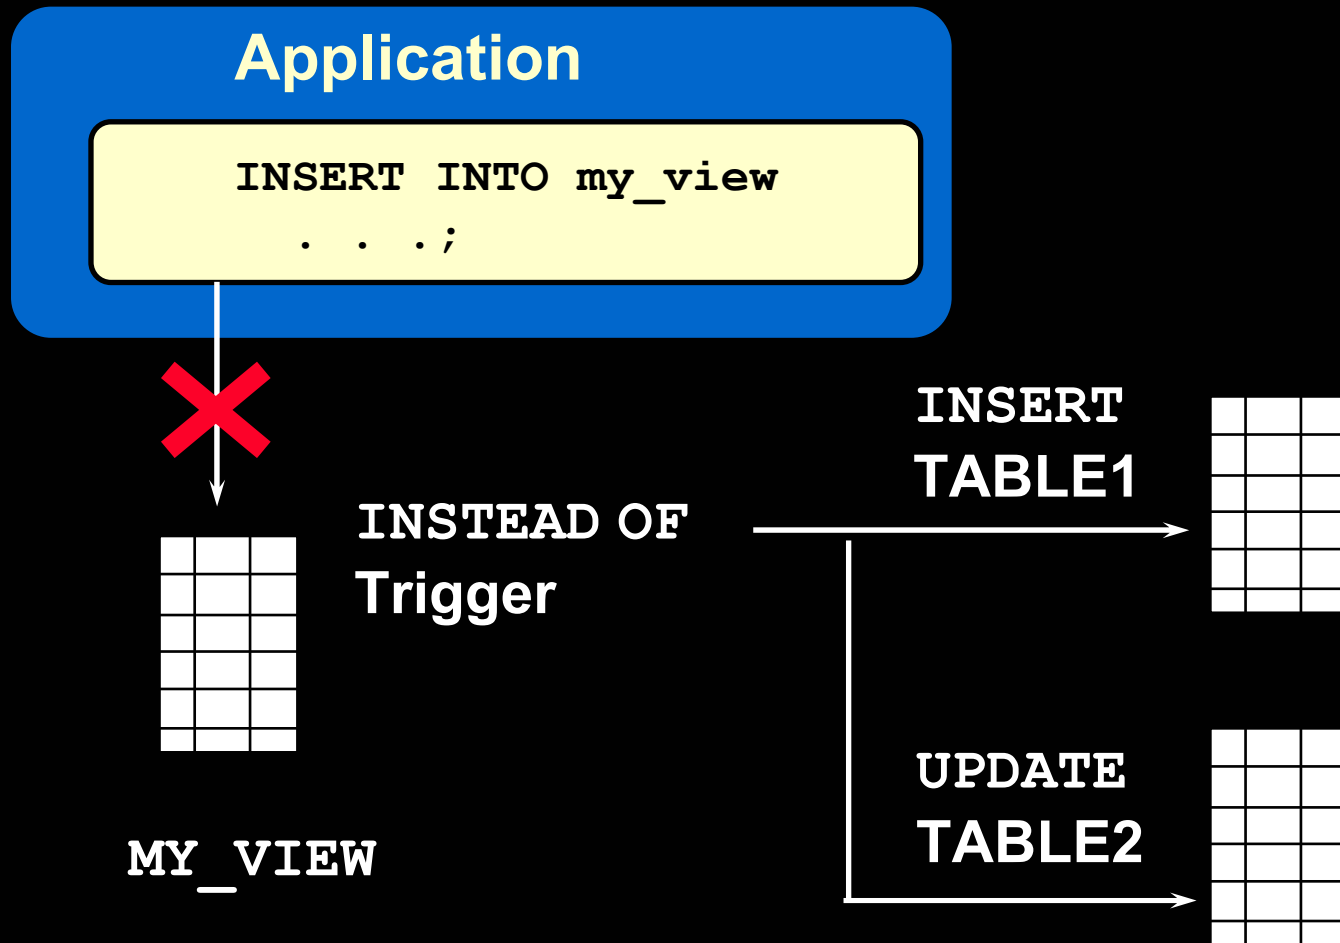 Application
INSERT INTO my_view
. . .;
INSERT
TABLE1
INSTEAD OF
Trigger
UPDATE
TABLE2
MY_VIEW